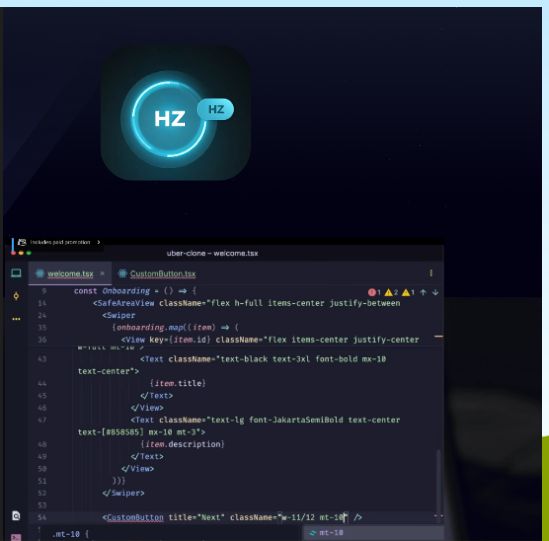 HZ
HZ
Includes paid promotion >
uber-clone – welcome.tsx
welcome.tsx × CustomButton.tsx
9 const Onboarding = () => {
1 2 1
14 <SafeAreaView className="flex h-full items-center justify-between
24 <Swiper
35 {onboarding.map((item) => (
36 <View key={item.id} className="flex items-center justify-center
w-full mt-10">
43 <Text className="text-black text-3xl font-bold mx-10
text-center">
44 {item.title}
45 </Text>
46 </View>
47 <Text className="text-lg font-JakartaSemiBold text-center
text-[#858585] mx-10 mt-3">
48 {item.description}
49 </Text>
50 </View>
51 ))}
52 </Swiper>
53
54 <CustomButton title="Next" className="w-11/12 mt-10" />
.mt-10 {
mt-10